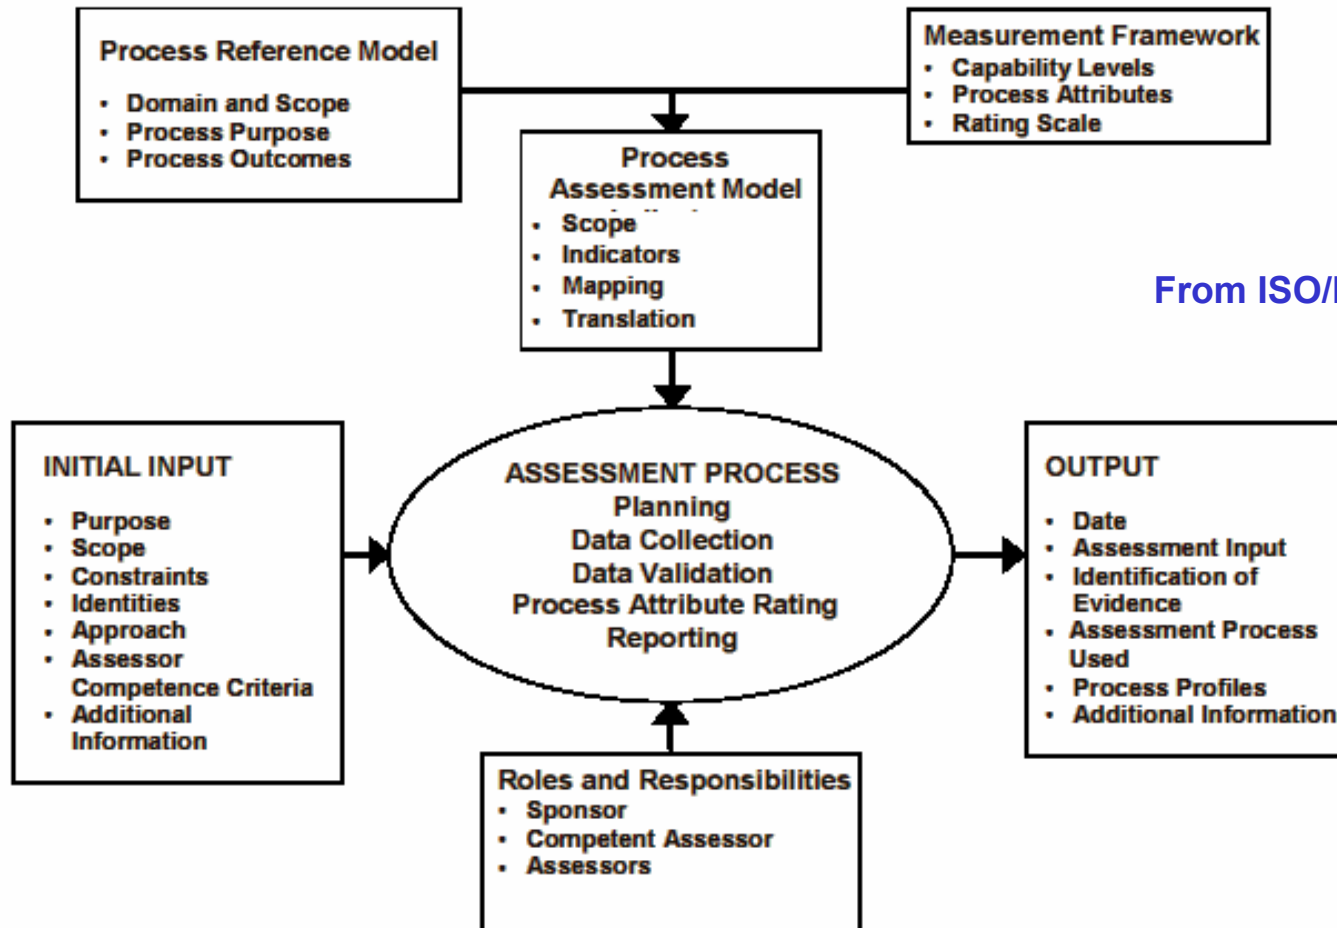 Process Reference Model
• Domain and Scope
• Process Purpose
• Process Outcomes
Measurement Framework
• Capability Levels
• Process Attributes
• Rating Scale
Process
Assessment Model
• Scope
• Indicators
• Mapping
• Translation
From ISO/
INITIAL INPUT
• Purpose
• Scope
• Constraints
• Identities
• Approach
• Assessor
Competence Criteria
• Additional
Information
ASSESSMENT PROCESS
Planning
Data Collection
Data Validation
Process Attribute Rating
Reporting
OUTPUT
• Date
• Assessment Input
• Identification of
Evidence
• Assessment Process
Used
• Process Profiles
• Additional Information
Roles and Responsibilities
• Sponsor
• Competent Assessor
• Assessors